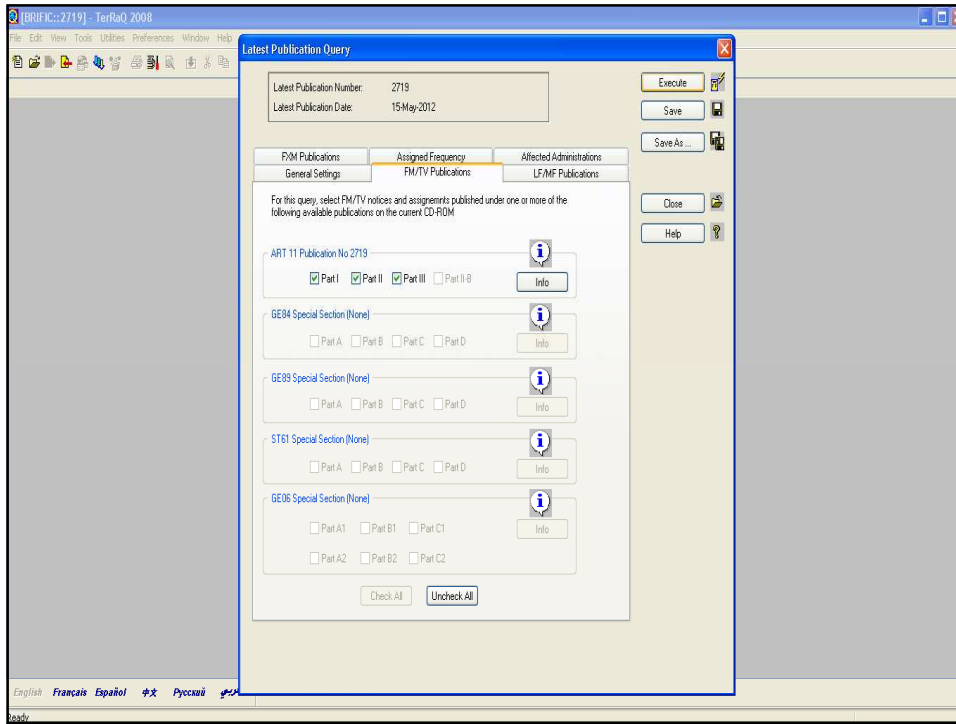 [BRIFIC::2719] - TerRaQ 2008
File Edit View Tools Utilities Preferences Window Help
Latest Publication Query
Latest Publication Number: 2719
Latest Publication Date: 15-May-2012
Execute
Save
Save As ...
Close
Help
FXM Publications Assigned Frequency Affected Administrations
General Settings FM/TV Publications LF/MF Publications
For this query, select FM/TV notices and assignemnts published under one or more of the
following available publications on the current CD-ROM
ART 11 Publication No 2719
Part I Part II Part III Part II-B Info
GE84 Special Section (None)
Part A Part B Part C Part D Info
GE89 Special Section (None)
Part A Part B Part C Part D Info
ST61 Special Section (None)
Part A Part B Part C Part D Info
GE06 Special Section (None)
Part A1 Part B1 Part C1 Info
Part A2 Part B2 Part C2
Check All Uncheck All
English Français Español 中文 Русский
Ready